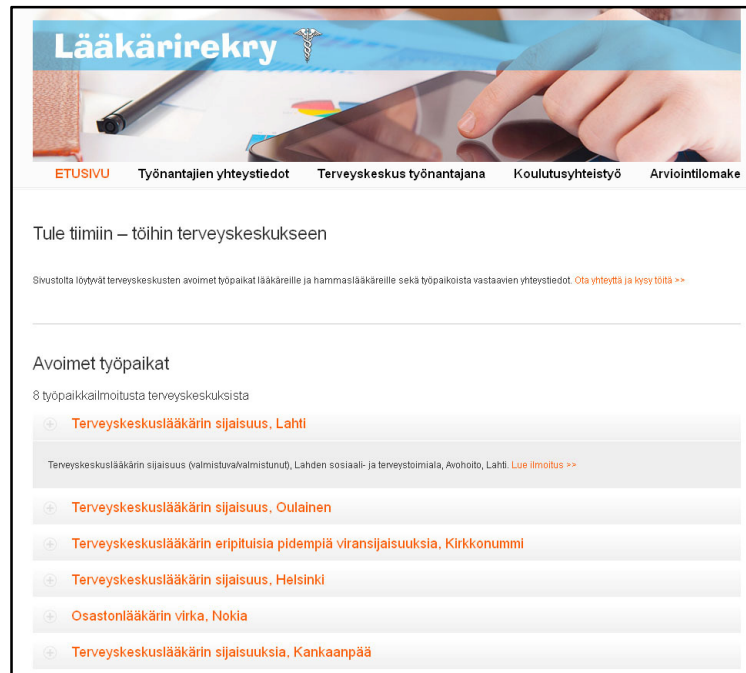 Lääkärirekry
ETUSIVU Työnantajien yhteystiedot Terveyskeskus työnantajana Koulutusyhteistyö Arviointilomake
Tule tiimiin – töihin terveyskeskukseen
Sivustolta löytyvät terveyskeskusten avoimet työpaikat lääkäreille ja hammaslääkäreille sekä työpaikoista vastaavien yhteystiedot. Ota yhteyttä ja kysy töitä >>
Avoimet työpaikat
8 työpaikkailmoitusta terveyskeskuksista
Terveyskeskuslääkärin sijaisuus, Lahti
Terveyskeskuslääkärin sijaisuus (valmistuva/valmistunut), Lahden sosiaali- ja terveystoimiala, Avohoito, Lahti. Lue ilmoitus >>
Terveyskeskuslääkärin sijaisuus, Oulainen
Terveyskeskuslääkärin eripituisia pidempiä viransijaisuuksia, Kirkkonummi
Terveyskeskuslääkärin sijaisuus, Helsinki
Osastonlääkärin virka, Nokia
Terveyskeskuslääkärin sijaisuuksia, Kankaanpää